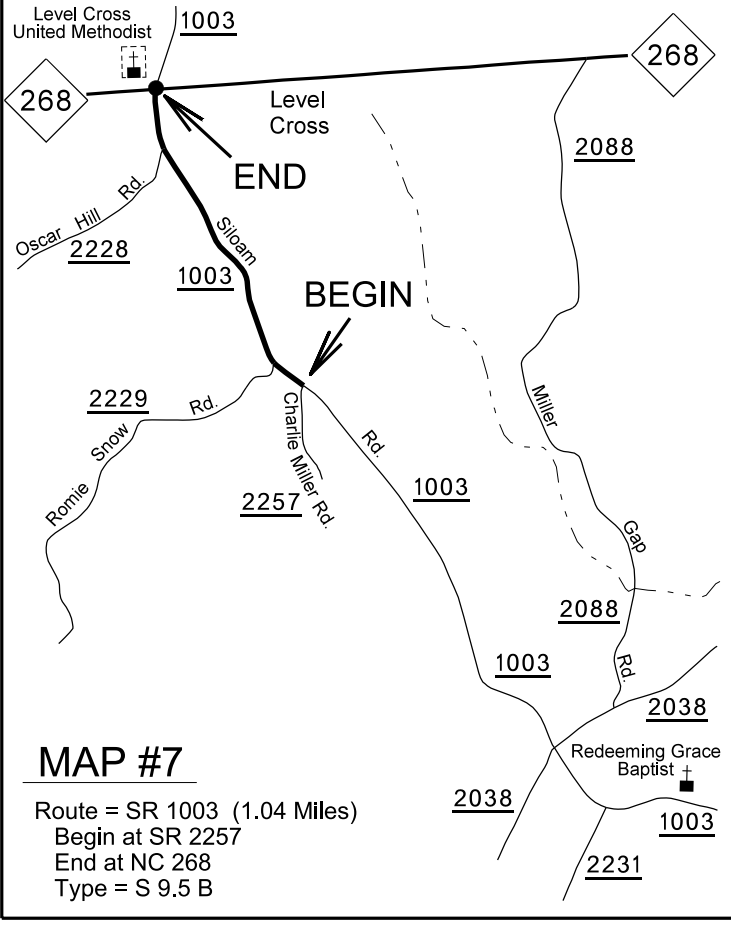 Level Cross
United Methodist
1003
268
268
Level
Cross
END
2088
Oscar Hill Rd.
2228
Siloam
1003
BEGIN
2229
Romie Snow Rd.
Charlie Miller Rd.
2257
Rd.
1003
Miller
Gap
2088
Rd.
1003
2038
Redeeming Grace
Baptist
2038
1003
2231
MAP #7
Route = SR 1003 (1.04 Miles)
Begin at SR 2257
End at NC 268
Type = S 9.5 B